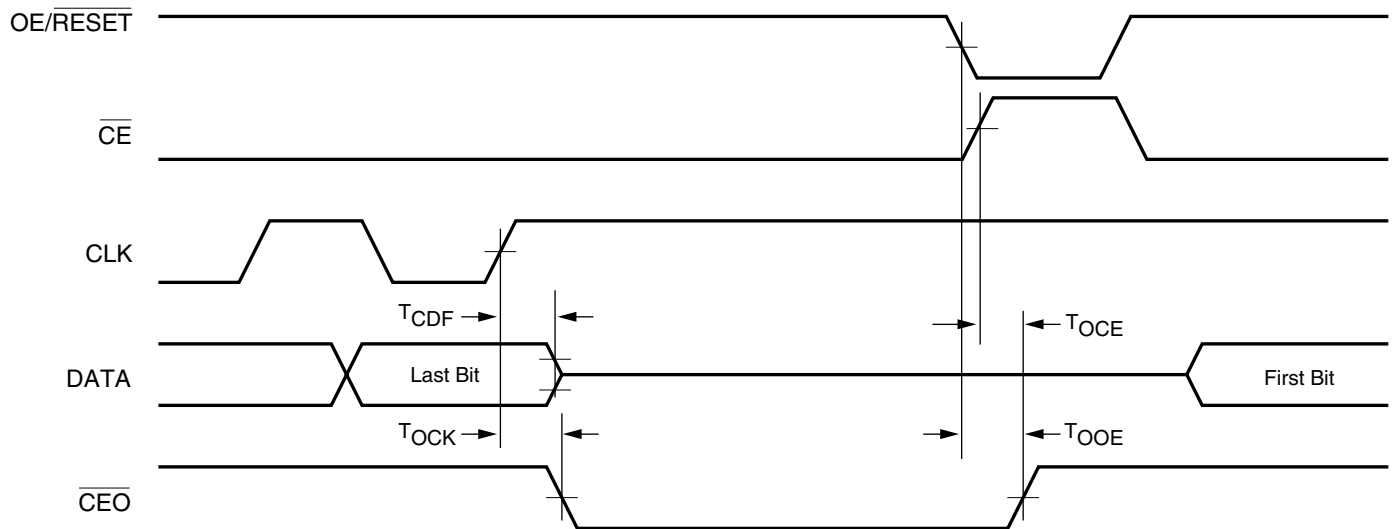 OE/RESET
CE
CLK
TCDF
TOCE
DATA
Last Bit
First Bit
TOCK
TOOE
CEO